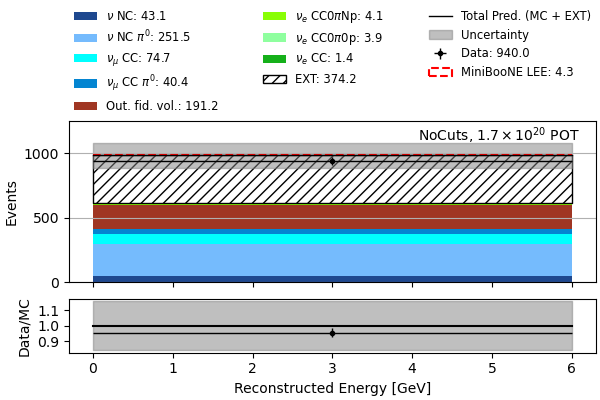 ν NC: 43.1
ν NC π⁰: 251.5
ν_μ CC: 74.7
ν_μ CC π⁰: 40.4
Out. fid. vol.: 191.2
ν_e CC0πNp: 4.1
ν_e CC0π0p: 3.9
ν_e CC: 1.4
EXT: 374.2
Total Pred. (MC + EXT)
Uncertainty
Data: 940.0
MiniBooNE LEE: 4.3
NoCuts, 1.7 × 10²⁰ POT
1000
500
0
Events
1.1
1.0
0.9
Data/MC
0 1 2 3 4 5 6
Reconstructed Energy [GeV]